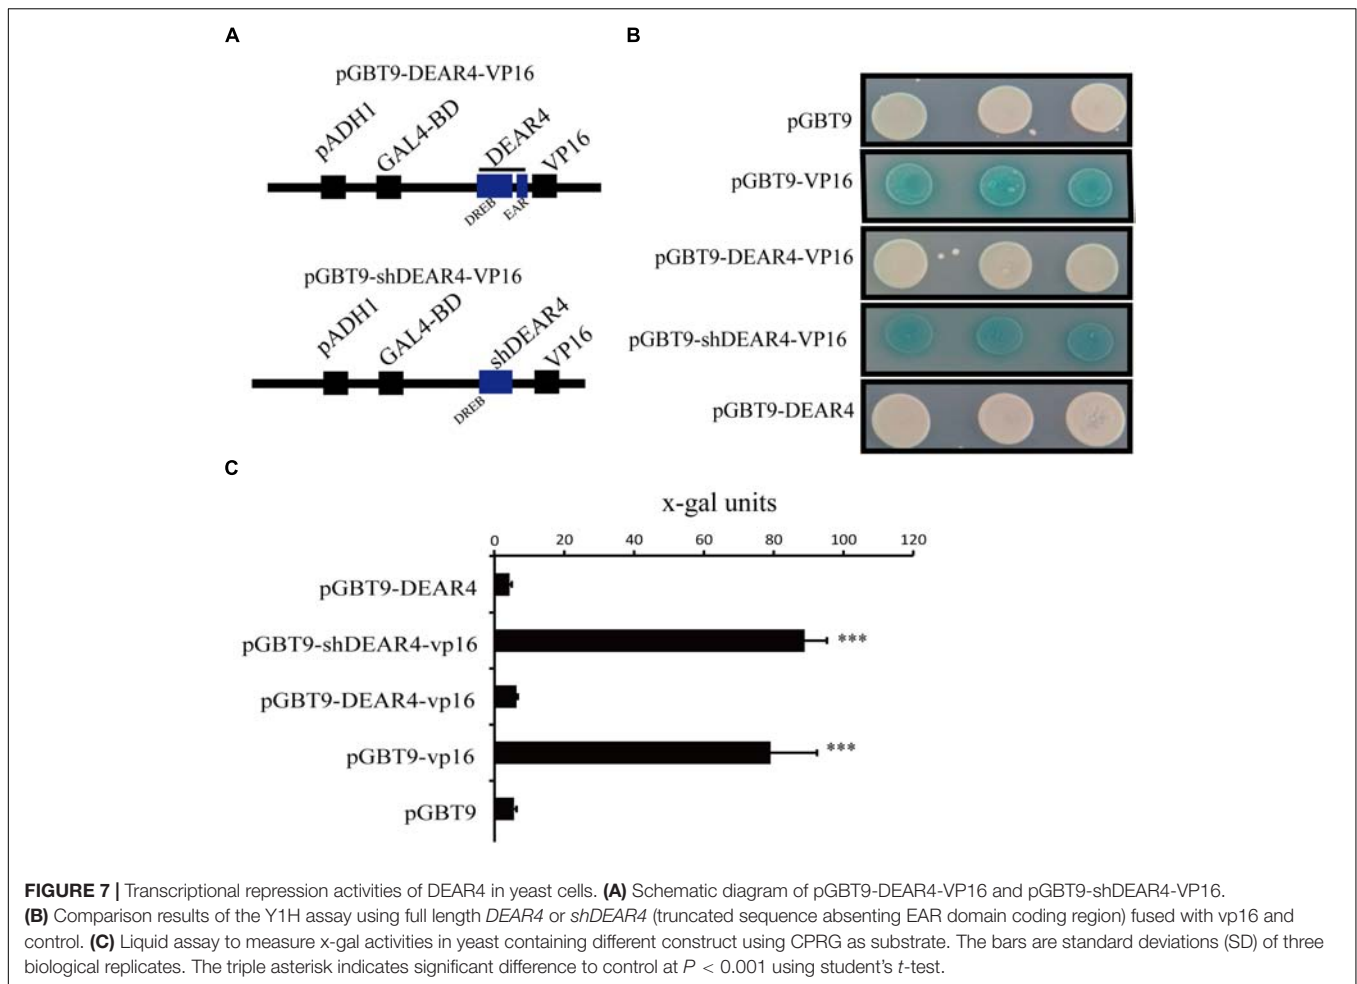 A
pGBT9-DEAR4-VP16
pADH1
GAL4-BD
DEAR4
VP16
DREB
EAR
pGBT9-shDEAR4-VP16
pADH1
GAL4-BD
shDEAR4
VP16
DREB
B
pGBT9
pGBT9-VP16
pGBT9-DEAR4-VP16
pGBT9-shDEAR4-VP16
pGBT9-DEAR4
C
x-gal units
0 20 40 60 80 100 120
pGBT9-DEAR4
pGBT9-shDEAR4-vp16 ***
pGBT9-DEAR4-vp16
pGBT9-vp16 ***
pGBT9
FIGURE 7 | Transcriptional repression activities of DEAR4 in yeast cells. (A) Schematic diagram of pGBT9-DEAR4-VP16 and pGBT9-shDEAR4-VP16.
(B) Comparison results of the Y1H assay using full length DEAR4 or shDEAR4 (truncated sequence absenting EAR domain coding region) fused with vp16 and
control. (C) Liquid assay to measure x-gal activities in yeast containing different construct using CPRG as substrate. The bars are standard deviations (SD) of three
biological replicates. The triple asterisk indicates significant difference to control at P < 0.001 using student's t-test.